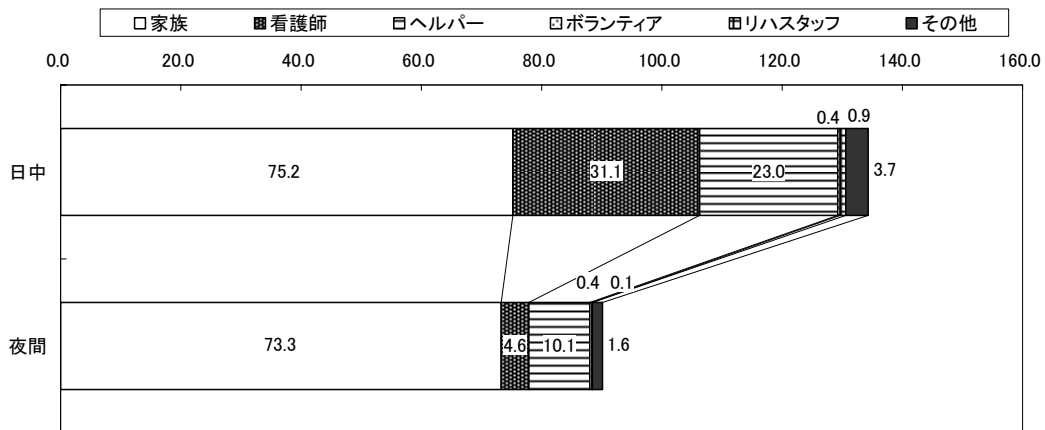 家族 看護師 ヘルパー ボランティア リハスタッフ その他
0.0 20.0 40.0 60.0 80.0 100.0 120.0 140.0 160.0
0.4 0.9
日中 75.2 31.1 23.0 3.7
0.4 0.1
夜間 73.3 4.6 10.1 1.6